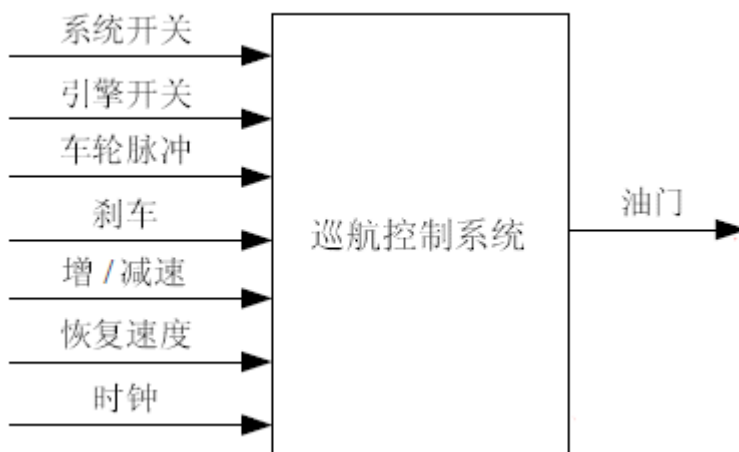 系统开关
引擎开关
车轮脉冲
刹车
增 / 减速
恢复速度
时钟
巡航控制系统
油门